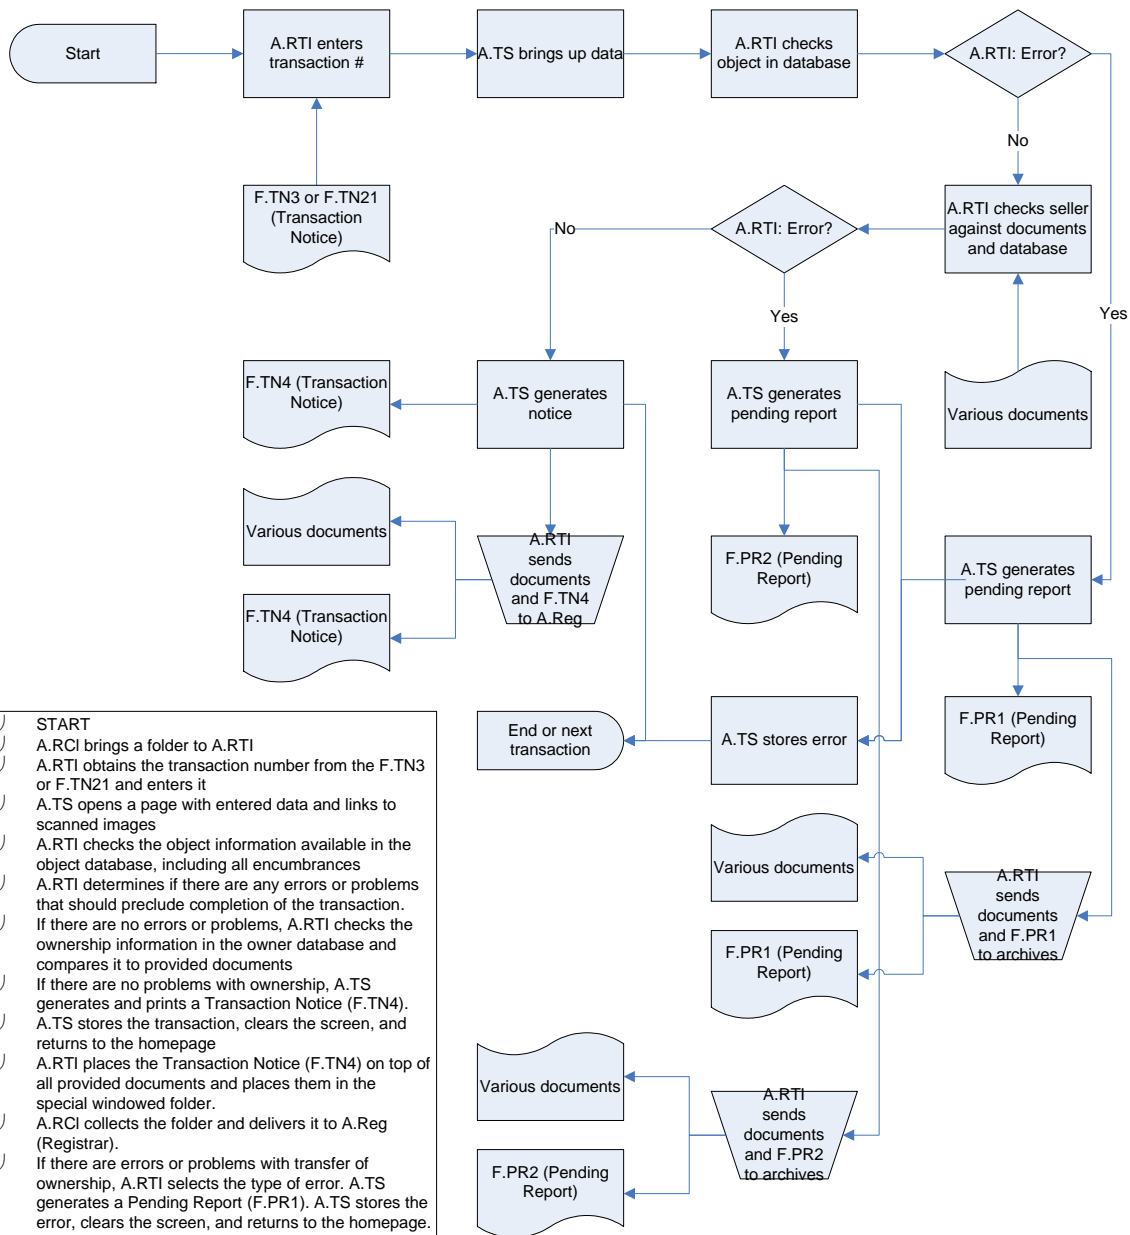 Start
A.RTI enters
transaction #
A.TS brings up data
A.RTI checks
object in database
A.RTI: Error?
No
Yes
F.TN3 or F.TN21
(Transaction
Notice)
No
A.RTI: Error?
A.RTI checks seller
against documents
and database
Yes
F.TN4 (Transaction
Notice)
A.TS generates
notice
A.TS generates
pending report
Various documents
Various documents
A.RTI
sends
documents
and F.TN4
to A.Reg
F.PR2 (Pending
Report)
A.TS generates
pending report
F.TN4 (Transaction
Notice)
End or next
transaction
A.TS stores error
F.PR1 (Pending
Report)
Various documents
A.RTI
sends
documents
and F.PR1
to archives
F.PR1 (Pending
Report)
Various documents
A.RTI
sends
documents
and F.PR2
to archives
F.PR2 (Pending
Report)
START
A.RCl brings a folder to A.RTI
A.RTI obtains the transaction number from the F.TN3
or F.TN21 and enters it
A.TS opens a page with entered data and links to
scanned images
A.RTI checks the object information available in the
object database, including all encumbrances
A.RTI determines if there are any errors or problems
that should preclude completion of the transaction.
If there are no errors or problems, A.RTI checks the
ownership information in the owner database and
compares it to provided documents
If there are no problems with ownership, A.TS
generates and prints a Transaction Notice (F.TN4).
A.TS stores the transaction, clears the screen, and
returns to the homepage
A.RTI places the Transaction Notice (F.TN4) on top of
all provided documents and places them in the
special windowed folder.
A.RCl collects the folder and delivers it to A.Reg
(Registrar).
If there are errors or problems with transfer of
ownership, A.RTI selects the type of error. A.TS
generates a Pending Report (F.PR1). A.TS stores the
error, clears the screen, and returns to the homepage.